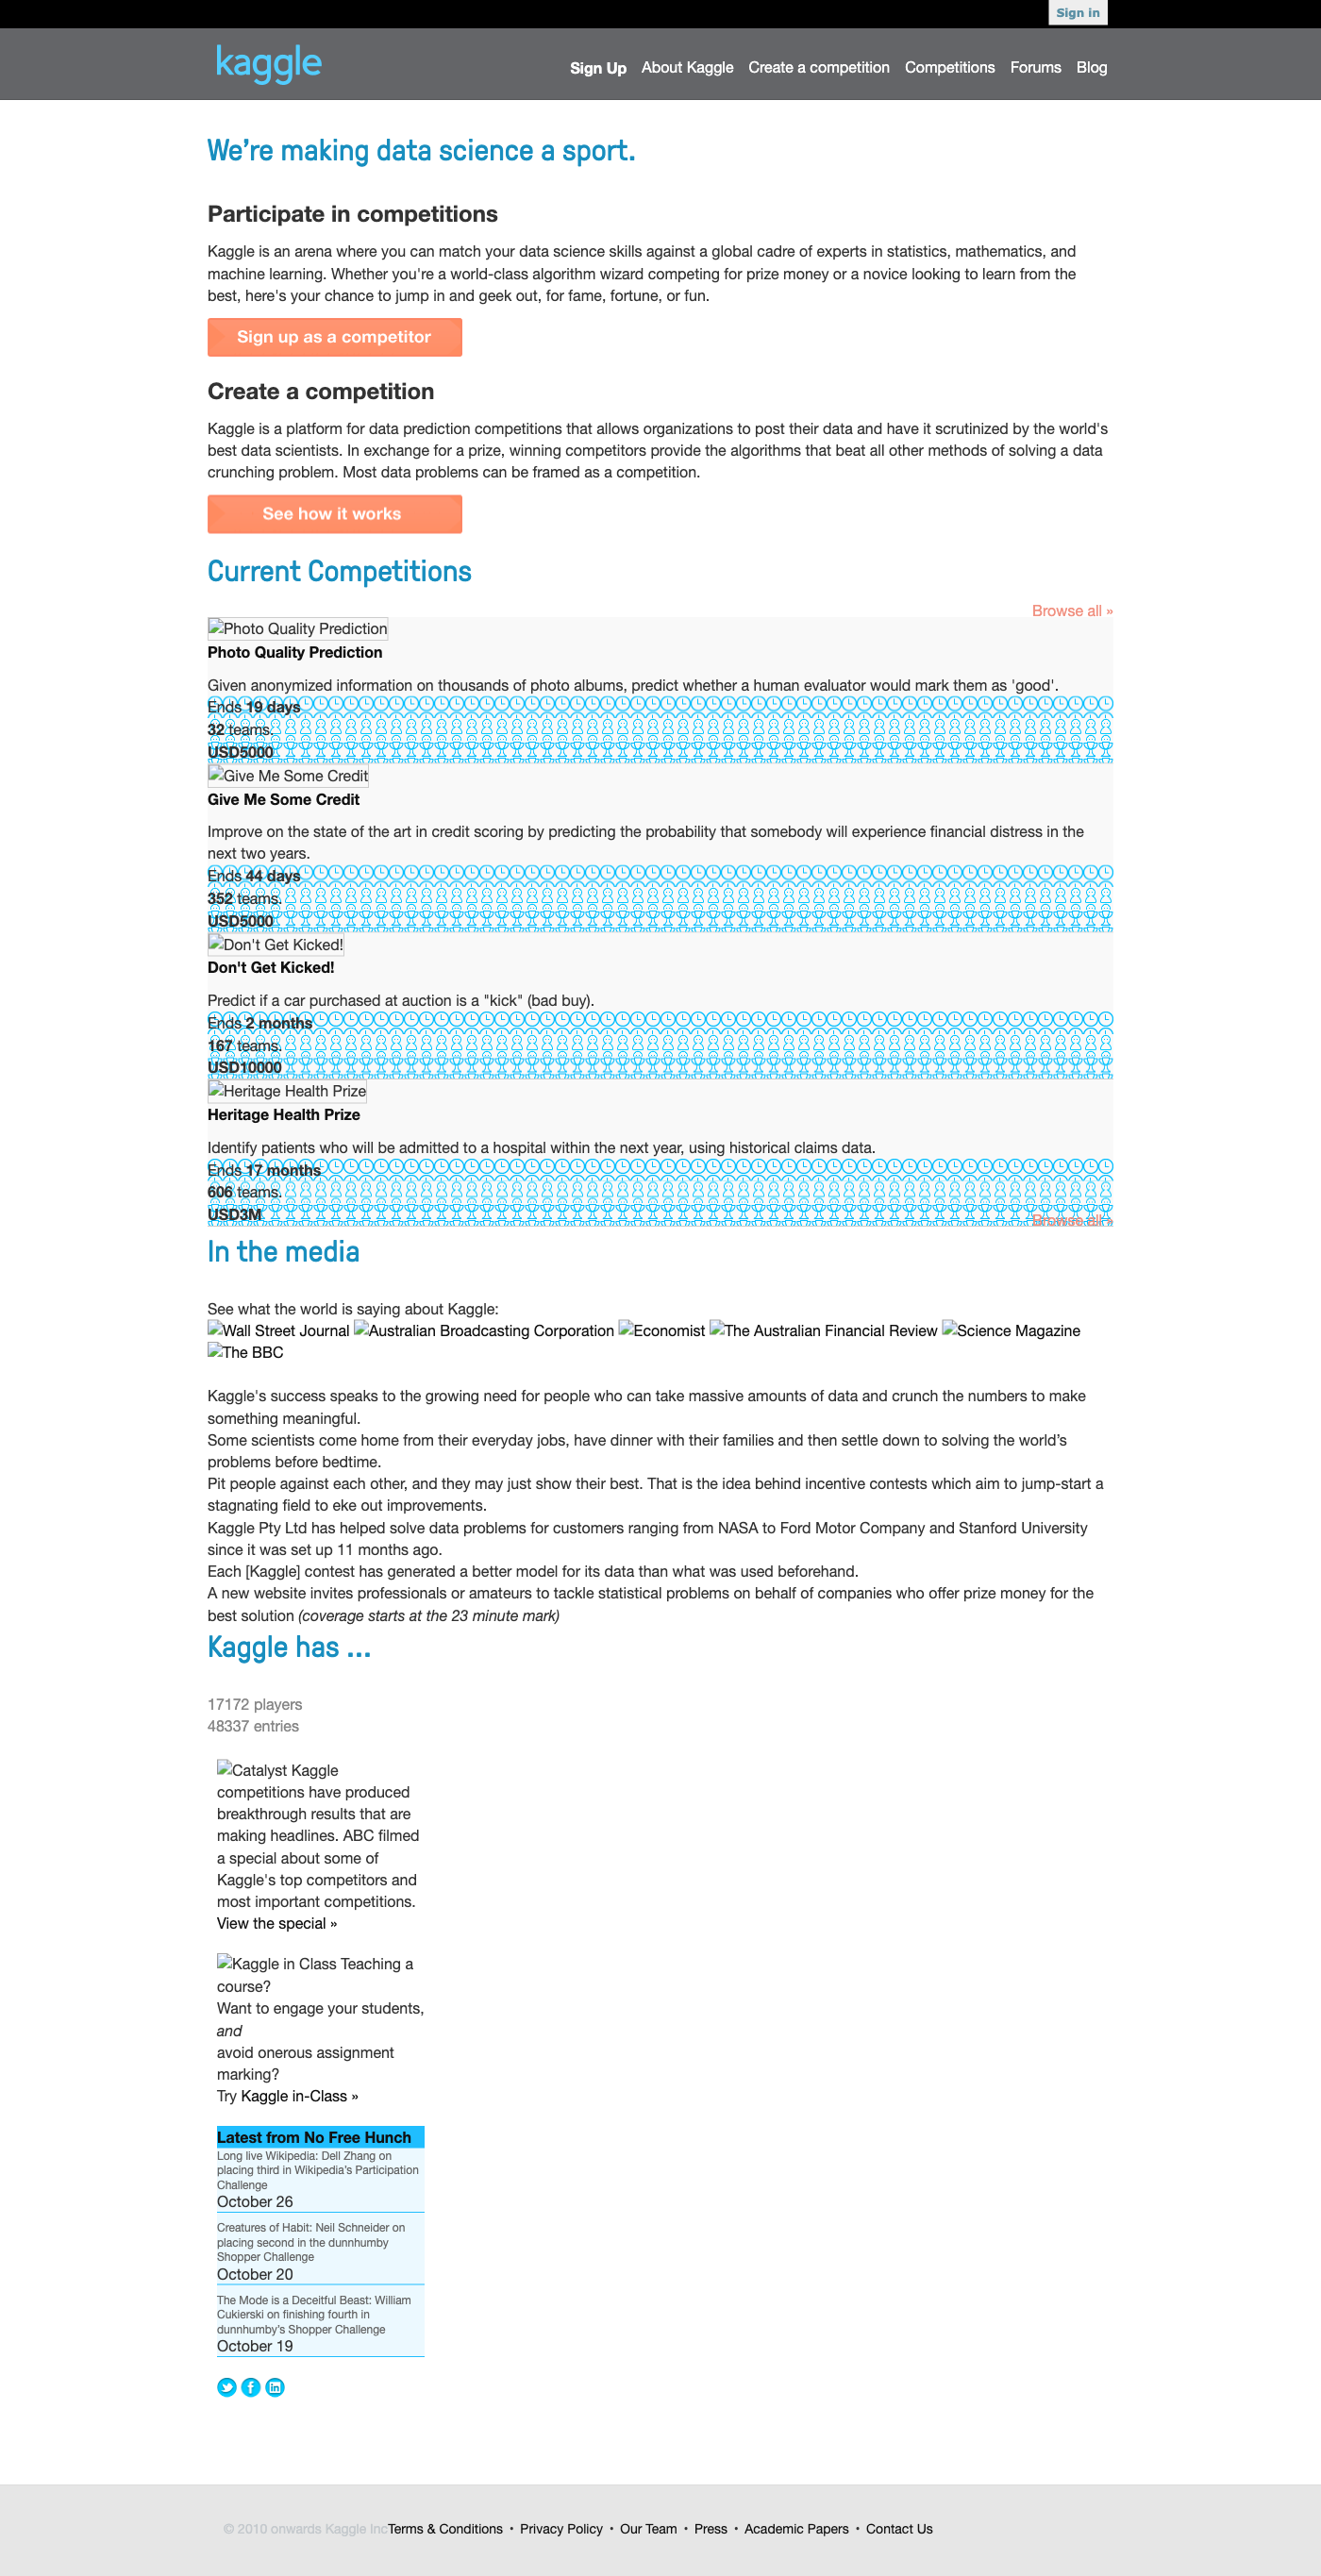 Sign in
kaggle
Sign Up About Kaggle Create a competition Competitions Forums Blog
We're making data science a sport.
Participate in competitions
Kaggle is an arena where you can match your data science skills against a global cadre of experts in statistics, mathematics, and
machine learning. Whether you're a world-class algorithm wizard competing for prize money or a novice looking to learn from the
best, here's your chance to jump in and geek out, for fame, fortune, or fun.
Sign up as a competitor
Create a competition
Kaggle is a platform for data prediction competitions that allows organizations to post their data and have it scrutinized by the world's
best data scientists. In exchange for a prize, winning competitors provide the algorithms that beat all other methods of solving a data
crunching problem. Most data problems can be framed as a competition.
See how it works
Current Competitions
Browse all »
Photo Quality Prediction
Photo Quality Prediction
Given anonymized information on thousands of photo albums, predict whether a human evaluator would mark them as 'good'.
Ends 19 days
32 teams.
USD5000
Give Me Some Credit
Give Me Some Credit
Improve on the state of the art in credit scoring by predicting the probability that somebody will experience financial distress in the
next two years.
Ends 44 days
352 teams.
USD5000
Don't Get Kicked!
Don't Get Kicked!
Predict if a car purchased at auction is a "kick" (bad buy).
Ends 2 months
167 teams.
USD10000
Heritage Health Prize
Heritage Health Prize
Identify patients who will be admitted to a hospital within the next year, using historical claims data.
Ends 17 months
606 teams.
USD3M
Browse all »
In the media
See what the world is saying about Kaggle:
Wall Street Journal Australian Broadcasting Corporation Economist The Australian Financial Review Science Magazine
The BBC
Kaggle's success speaks to the growing need for people who can take massive amounts of data and crunch the numbers to make
something meaningful.
Some scientists come home from their everyday jobs, have dinner with their families and then settle down to solving the world's
problems before bedtime.
Pit people against each other, and they may just show their best. That is the idea behind incentive contests which aim to jump-start a
stagnating field to eke out improvements.
Kaggle Pty Ltd has helped solve data problems for customers ranging from NASA to Ford Motor Company and Stanford University
since it was set up 11 months ago.
Each [Kaggle] contest has generated a better model for its data than what was used beforehand.
A new website invites professionals or amateurs to tackle statistical problems on behalf of companies who offer prize money for the
best solution (coverage starts at the 23 minute mark)
Kaggle has ...
17172 players
48337 entries
Catalyst Kaggle
competitions have produced
breakthrough results that are
making headlines. ABC filmed
a special about some of
Kaggle's top competitors and
most important competitions.
View the special »
Kaggle in Class Teaching a
course?
Want to engage your students,
and
avoid onerous assignment
marking?
Try Kaggle in-Class »
Latest from No Free Hunch
Long live Wikipedia: Dell Zhang on
placing third in Wikipedia's Participation
Challenge
October 26
Creatures of Habit: Neil Schneider on
placing second in the dunnhumby
Shopper Challenge
October 20
The Mode is a Deceitful Beast: William
Cukierski on finishing fourth in
dunnhumby's Shopper Challenge
October 19
© 2010 onwards Kaggle Inc Terms & Conditions • Privacy Policy • Our Team • Press • Academic Papers • Contact Us